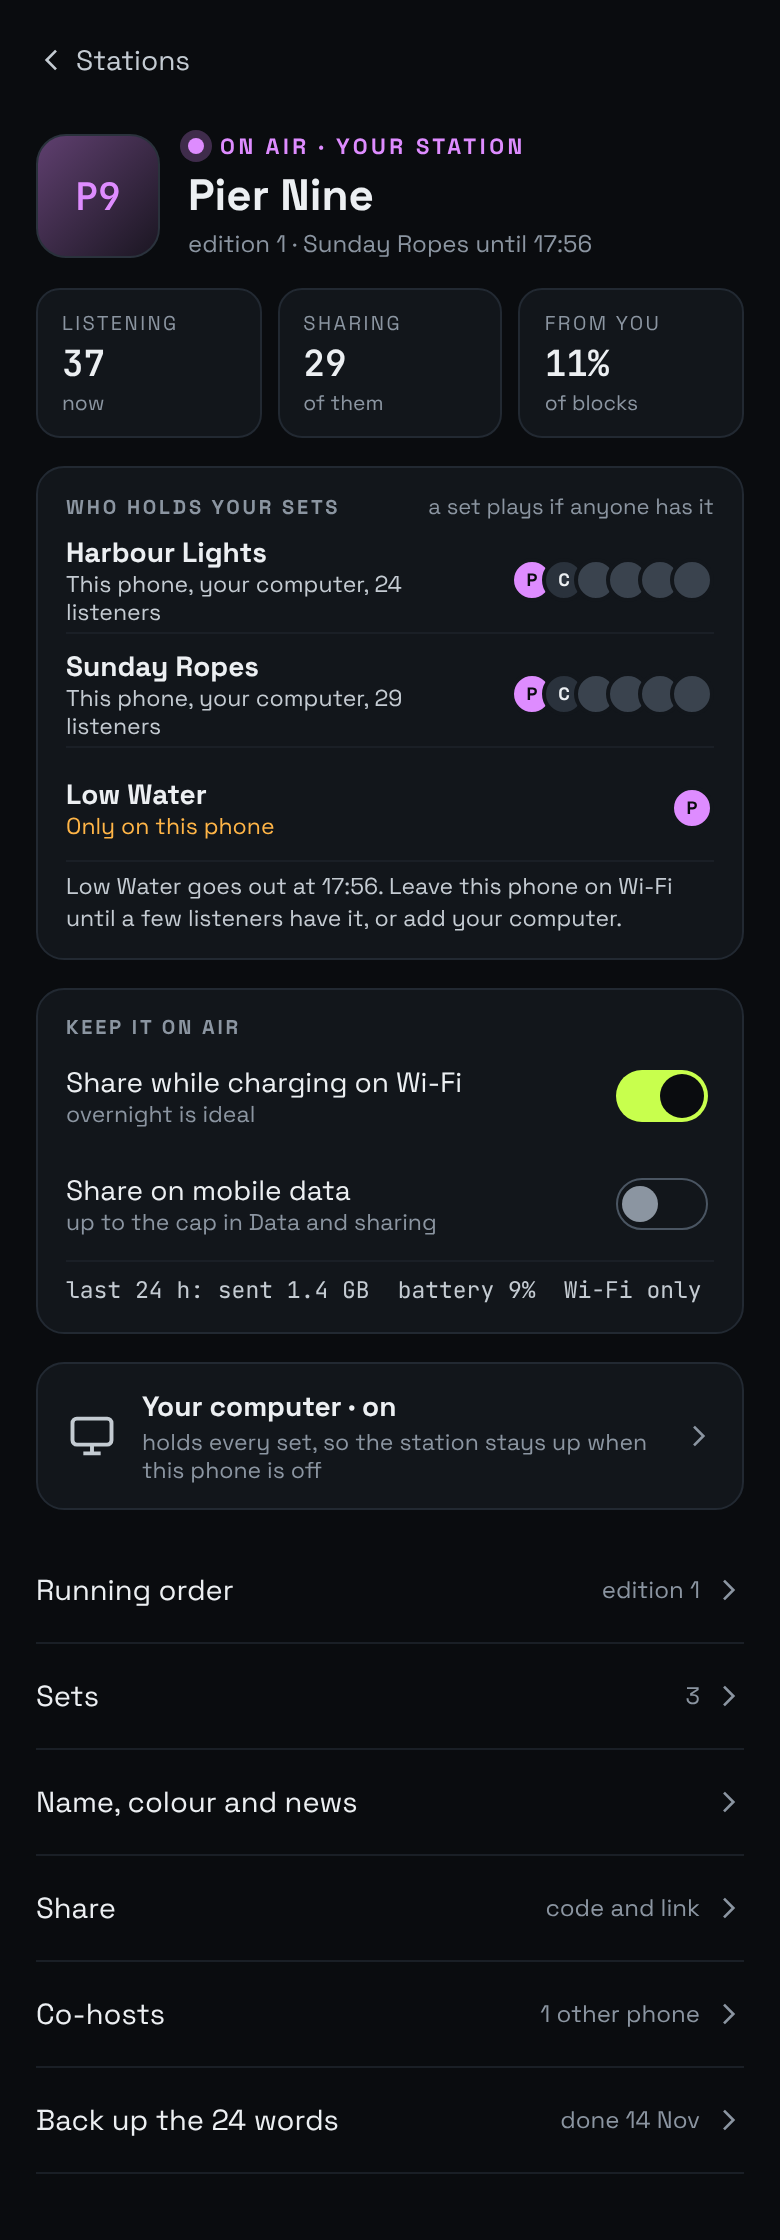 Stations
P9
ON AIR · YOUR STATION
Pier Nine
edition 1 · Sunday Ropes until 17:56
LISTENING
37
now
SHARING
29
of them
FROM YOU
11%
of blocks
WHO HOLDS YOUR SETS
a set plays if anyone has it
Harbour Lights
This phone, your computer, 24
listeners
P
C
Sunday Ropes
This phone, your computer, 29
listeners
P
C
Low Water
Only on this phone
P
Low Water goes out at 17:56. Leave this phone on Wi-Fi
until a few listeners have it, or add your computer.
KEEP IT ON AIR
Share while charging on Wi-Fi
overnight is ideal
Share on mobile data
up to the cap in Data and sharing
last 24 h: sent 1.4 GB  battery 9%  Wi-Fi only
Your computer · on
holds every set, so the station stays up when
this phone is off
Running order
edition 1
Sets
3
Name, colour and news
Share
code and link
Co-hosts
1 other phone
Back up the 24 words
done 14 Nov